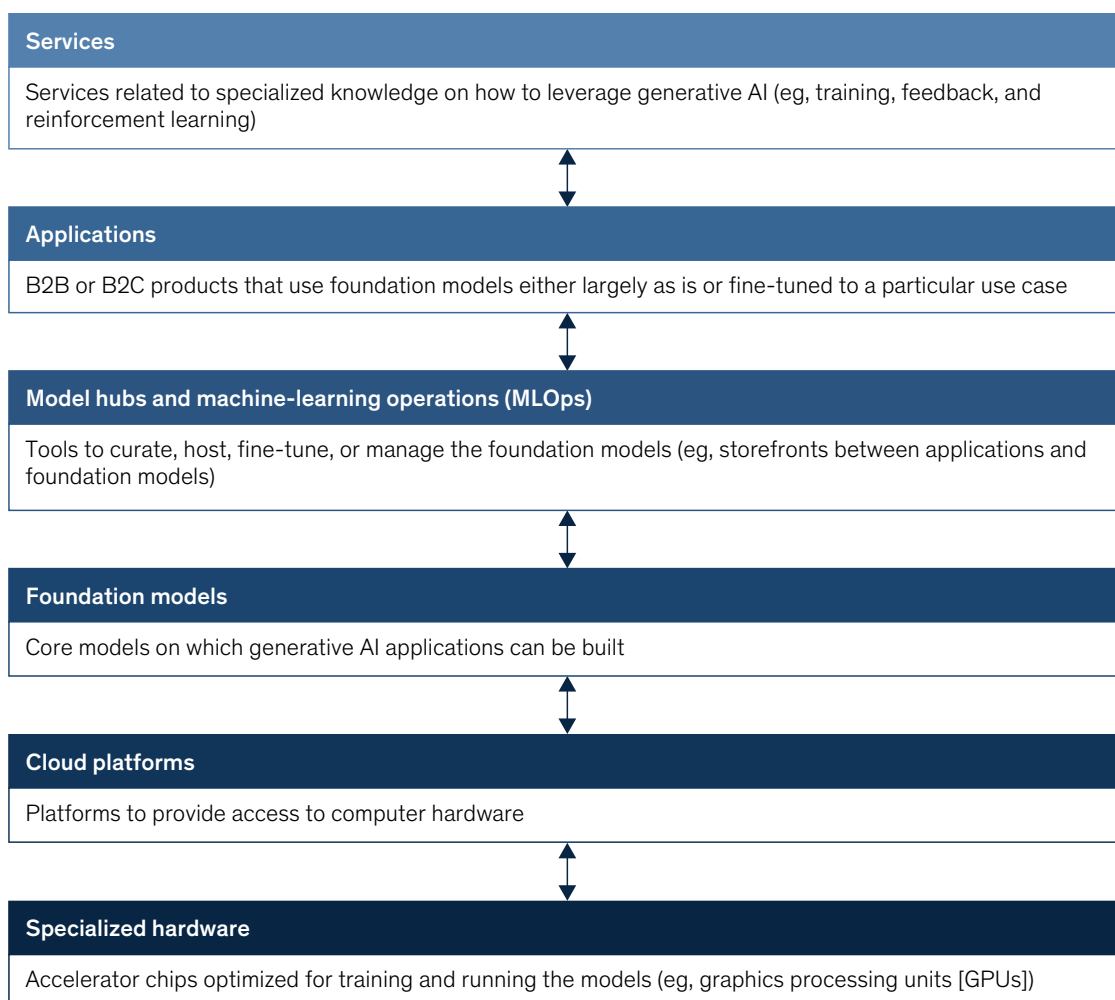 Services
Services related to specialized knowledge on how to leverage generative AI (eg, training, feedback, and
reinforcement learning)
Applications
B2B or B2C products that use foundation models either largely as is or fine-tuned to a particular use case
Model hubs and machine-learning operations (MLOps)
Tools to curate, host, fine-tune, or manage the foundation models (eg, storefronts between applications and
foundation models)
Foundation models
Core models on which generative AI applications can be built
Cloud platforms
Platforms to provide access to computer hardware
Specialized hardware
Accelerator chips optimized for training and running the models (eg, graphics processing units [GPUs])